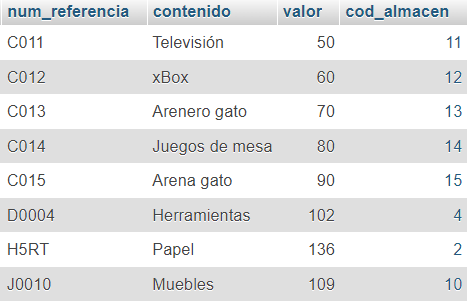 num_referencia contenido valor cod_almacen
C011 Televisión 50 11
C012 xBox 60 12
C013 Arenero gato 70 13
C014 Juegos de mesa 80 14
C015 Arena gato 90 15
D0004 Herramientas 102 4
H5RT Papel 136 2
J0010 Muebles 109 10